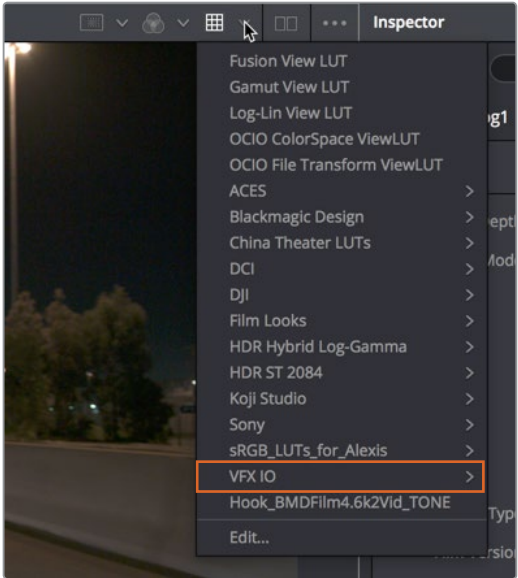 Inspector
Fusion View LUT
Gamut View LUT
Log-Lin View LUT
og1
OCIO ColorSpace ViewLUT
OCIO File Transform ViewLUT
ACES
Blackmagic Design
China Theater LUTs
DCI
DJI
Film Looks
HDR Hybrid Log-Gamma
HDR ST 2084
Koji Studio
Sony
sRGB_LUTs_for_Alexis
VFX IO
Hook_BMDFilm4.6k2Vid_TONE
Type
Edit...